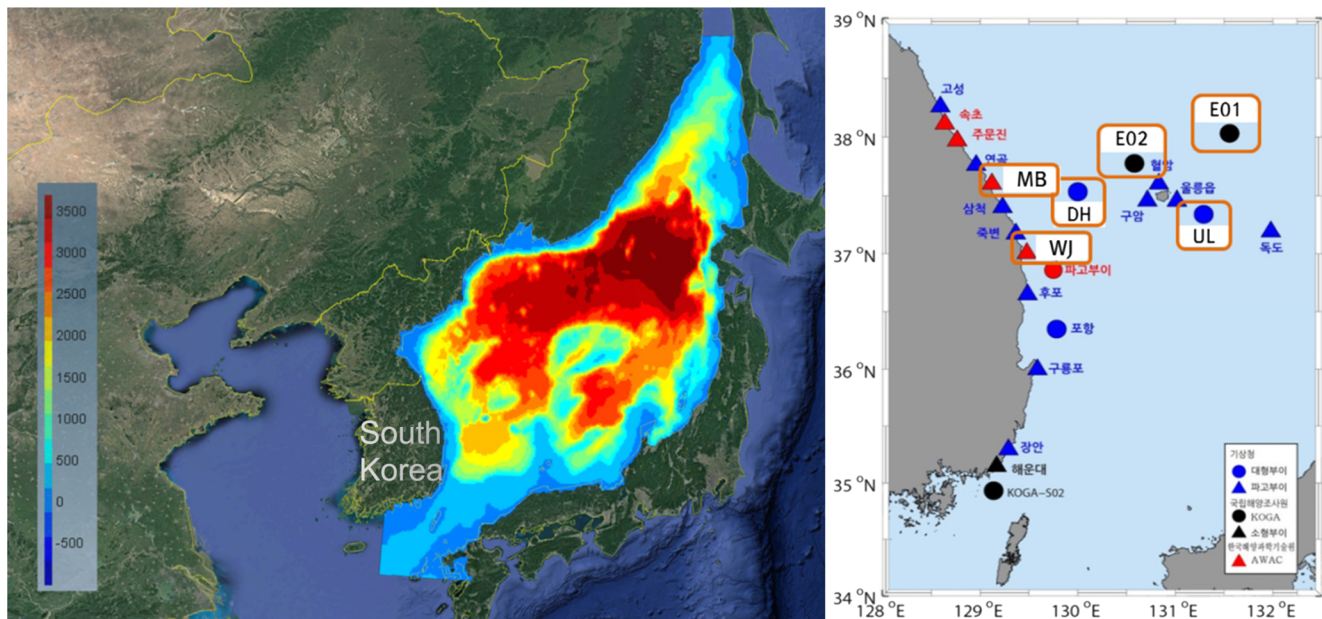 3500
3000
2500
2000
1500
1000
500
0
-500
South
Korea
39°N
38°N
37°N
36°N
35°N
34°N
128°E
129°E
130°E
131°E
132°E
고성
속초
주문진
연곡
MB
삼척
죽변
WJ
DH
E02
E01
혈암
울릉읍
구암
UL
독도
파고부이
후포
포항
구룡포
장안
해운대
KOGA-S02
기상청
대형부이
파고부이
국립해양조사원
KOGA
소형부이
한국해양과학기술원
AWAC